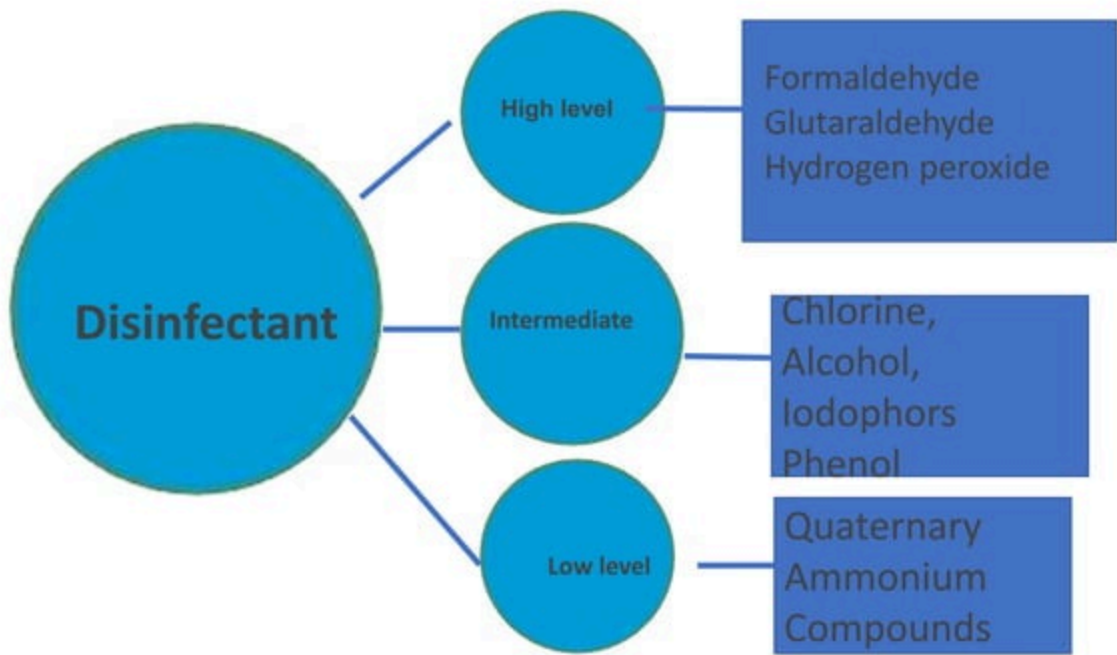 Disinfectant
High level
Formaldehyde
Glutaraldehyde
Hydrogen peroxide
Intermediate
Chlorine,
Alcohol,
Iodophors
Phenol
Low level
Quaternary
Ammonium
Compounds